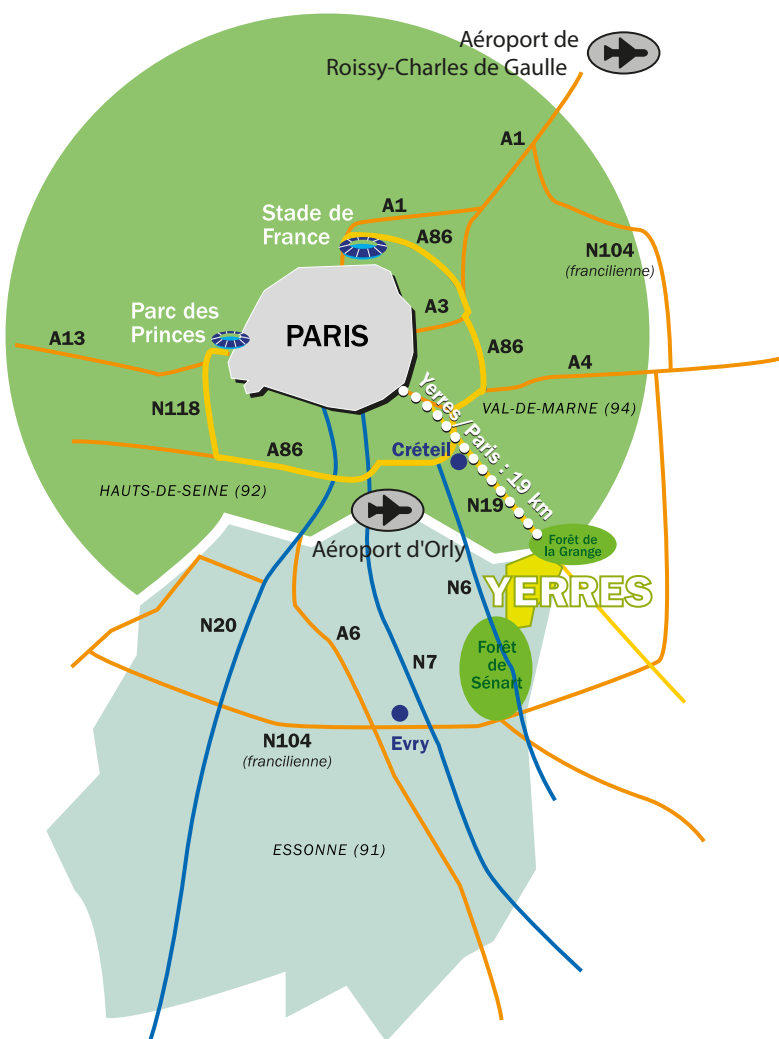 Aéroport de
Roissy-Charles de Gaulle
A1
A1
Stade de
France
A86
N104
(francilienne)
Parc des
Princes
A3
PARIS
A13
A86
A4
N118
Yerres/Paris : 19 km
VAL-DE-MARNE (94)
A86
Créteil
HAUTS-DE-SEINE (92)
N19
Aéroport d'Orly
Forêt de
la Grange
N6
YERRES
N20
A6
N7
Forêt
de
Sénart
N104
(francilienne)
Evry
ESSONNE (91)